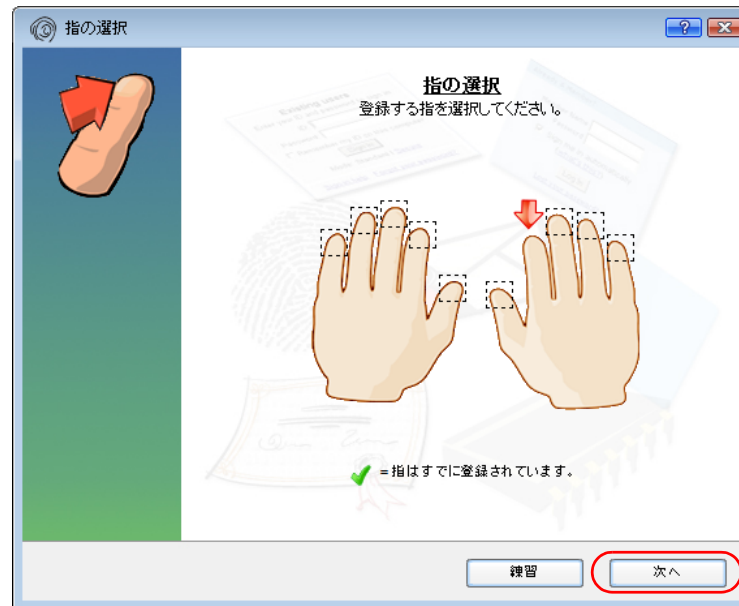 指の選択
指の選択
登録する指を選択してください。
=指はすでに登録されています。
練習
次へ